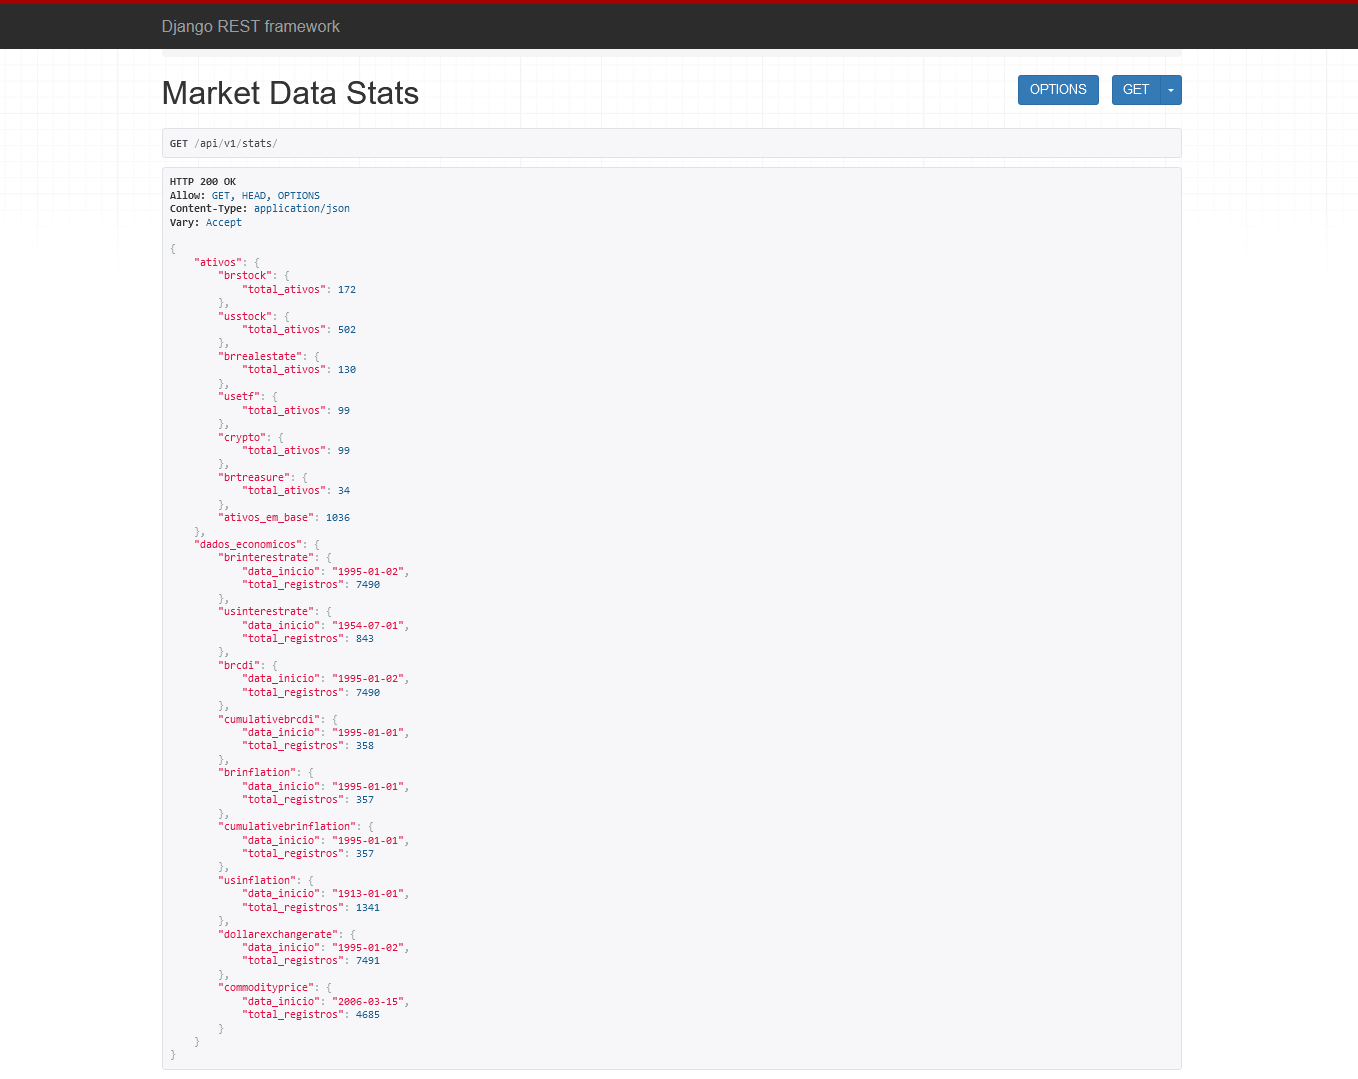 Django REST framework
Market Data Stats
OPTIONS
GET
GET /api/v1/stats/
HTTP 200 OK
Allow: GET, HEAD, OPTIONS
Content-Type: application/json
Vary: Accept
{
    "ativos": {
        "brstock": {
            "total_ativos": 172
        },
        "usstock": {
            "total_ativos": 502
        },
        "brrealestate": {
            "total_ativos": 130
        },
        "usetf": {
            "total_ativos": 99
        },
        "crypto": {
            "total_ativos": 99
        },
        "brtreasure": {
            "total_ativos": 34
        },
        "ativos_em_base": 1036
    },
    "dados_economicos": {
        "brinterestrate": {
            "data_inicio": "1995-01-02",
            "total_registros": 7490
        },
        "usinterestrate": {
            "data_inicio": "1954-07-01",
            "total_registros": 843
        },
        "brcdi": {
            "data_inicio": "1995-01-02",
            "total_registros": 7490
        },
        "cumulativebrcdi": {
            "data_inicio": "1995-01-01",
            "total_registros": 358
        },
        "brinflation": {
            "data_inicio": "1995-01-01",
            "total_registros": 357
        },
        "cumulativebrinflation": {
            "data_inicio": "1995-01-01",
            "total_registros": 357
        },
        "usinflation": {
            "data_inicio": "1913-01-01",
            "total_registros": 1341
        },
        "dollarexchangerate": {
            "data_inicio": "1995-01-02",
            "total_registros": 7491
        },
        "commodityprice": {
            "data_inicio": "2006-03-15",
            "total_registros": 4685
        }
    }
}